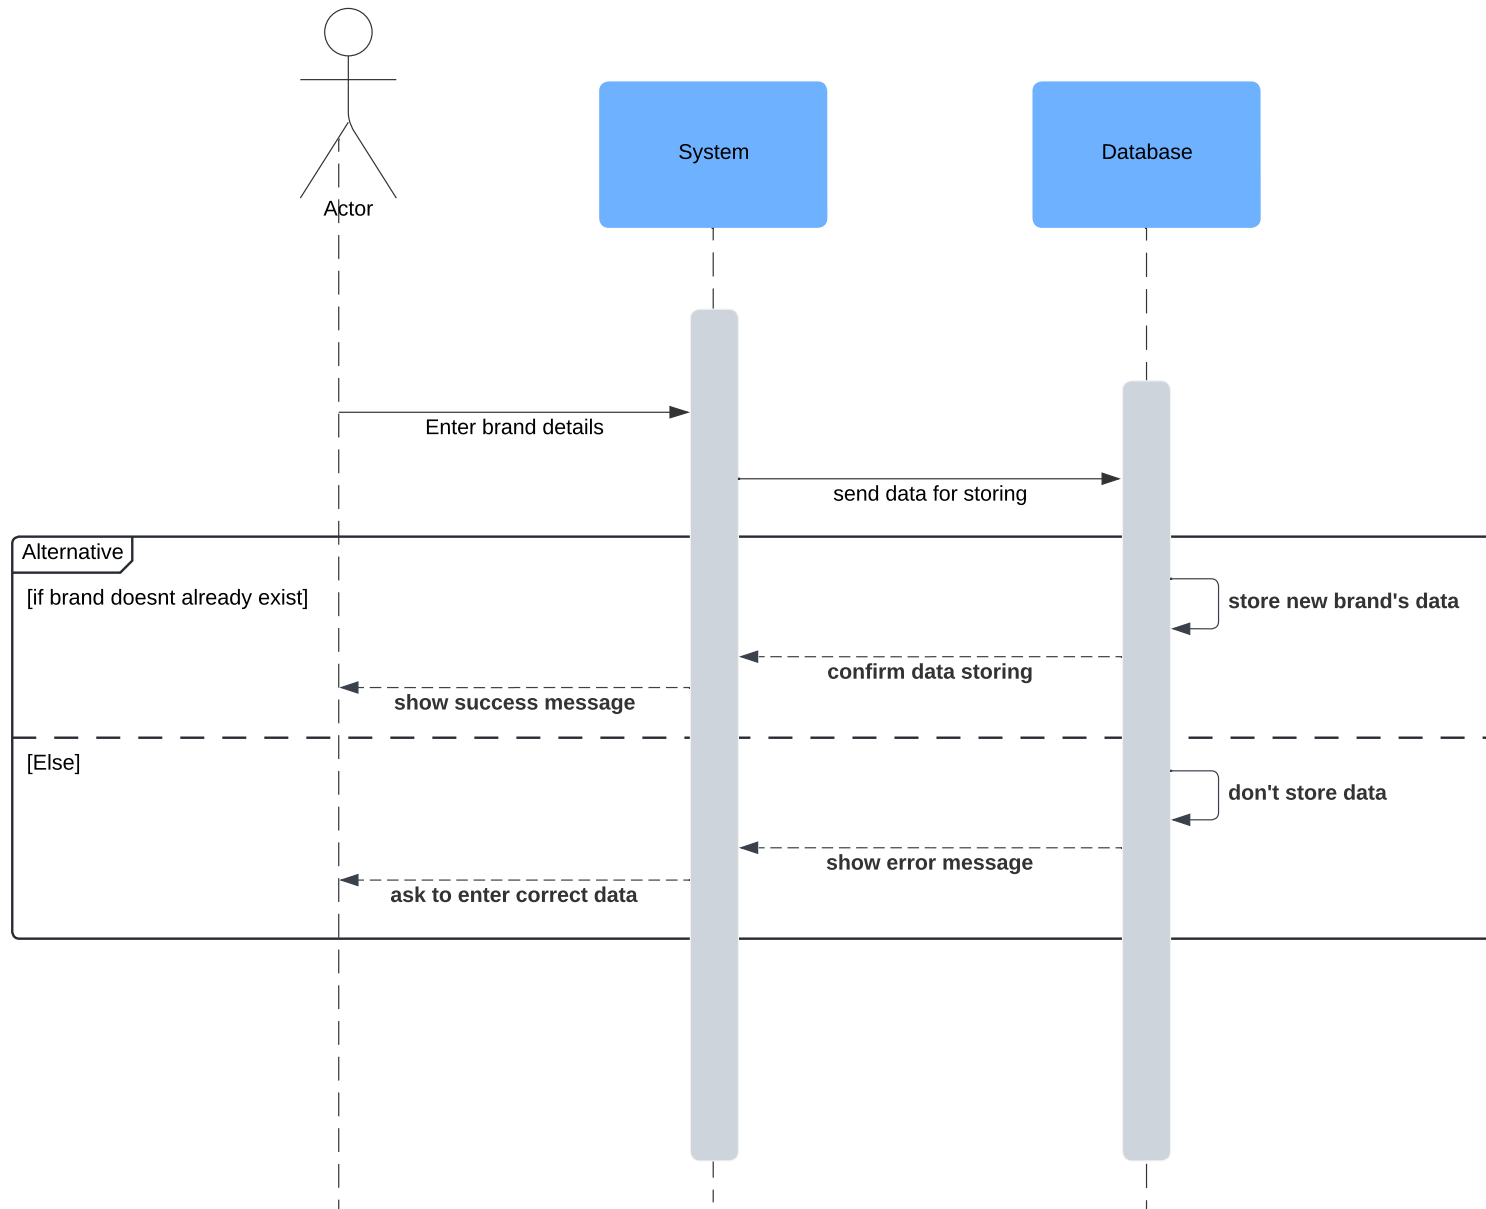 Actor
System
Database
Enter brand details
send data for storing
Alternative
[if brand doesnt already exist]
store new brand's data
confirm data storing
show success message
[Else]
don't store data
show error message
ask to enter correct data